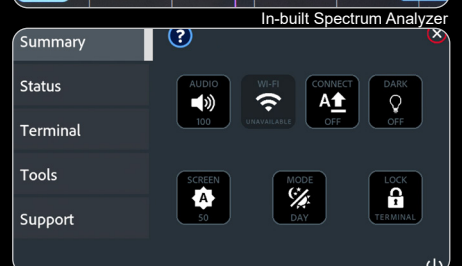 In-built Spectrum Analyzer
Summary
?
Status
Terminal
Tools
Support
AUDIO
100
WI-FI
UNAVAILABLE
CONNECT
A
OFF
DARK
OFF
SCREEN
A
50
MODE
DAY
LOCK
TERMINAL